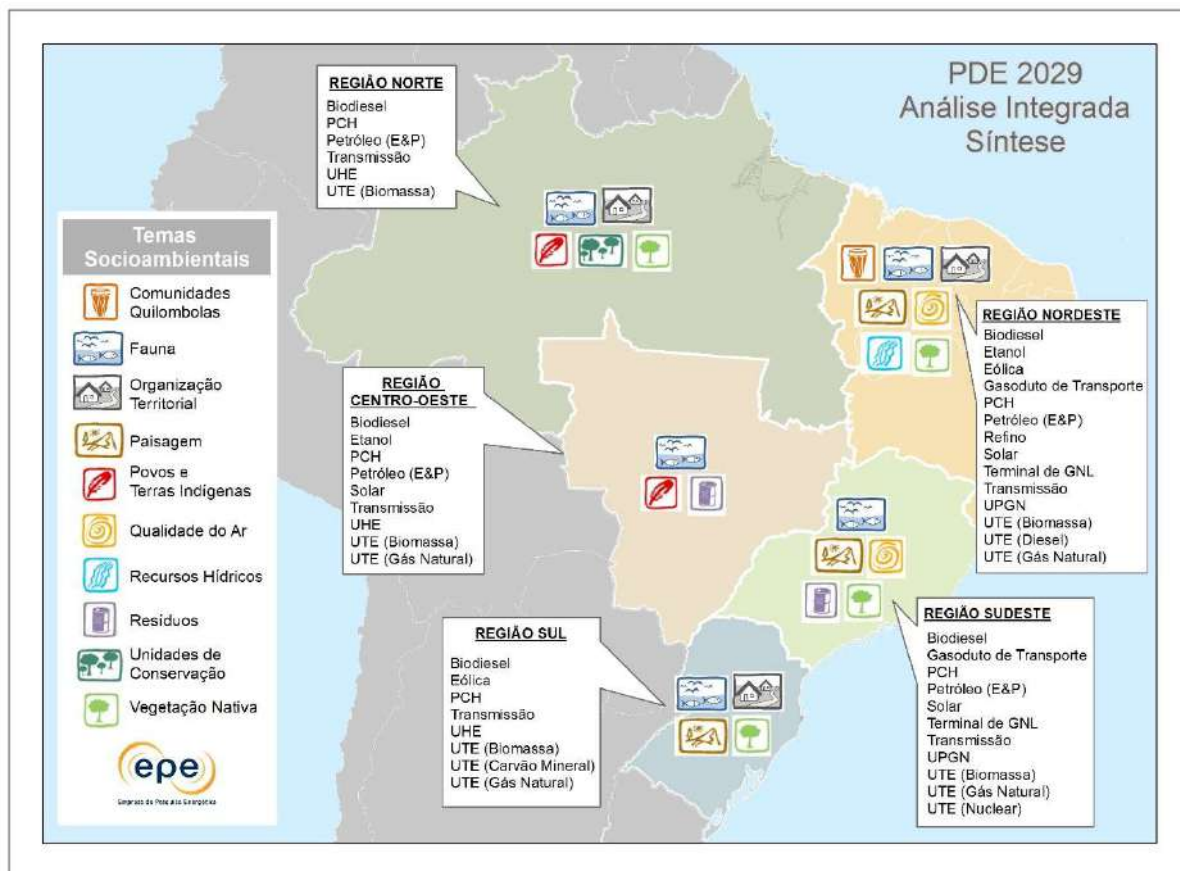 PDE 2029
Análise Integrada
Síntese
REGIÃO NORTE
Biodiesel
PCH
Petróleo (E&P)
Transmissão
UHE
UTE (Biomassa)
Temas
Socioambientais
Comunidades
Quilombolas
Fauna
Organização
Territorial
Paisagem
Povos e
Terras Indígenas
Qualidade do Ar
Recursos Hídricos
Resíduos
Unidades de
Conservação
Vegetação Nativa
epe
Empresa de Pesquisa Energética
REGIÃO
CENTRO-OESTE
Biodiesel
Etanol
PCH
Petróleo (E&P)
Solar
Transmissão
UHE
UTE (Biomassa)
UTE (Gás Natural)
REGIÃO NORDESTE
Biodiesel
Etanol
Eólica
Gasoduto de Transporte
PCH
Petróleo (E&P)
Refino
Solar
Terminal de GNL
Transmissão
UPGN
UTE (Biomassa)
UTE (Diesel)
UTE (Gás Natural)
REGIÃO SUL
Biodiesel
Eólica
PCH
Transmissão
UHE
UTE (Biomassa)
UTE (Carvão Mineral)
UTE (Gás Natural)
REGIÃO SUDESTE
Biodiesel
Gasoduto de Transporte
PCH
Petróleo (E&P)
Solar
Terminal de GNL
Transmissão
UPGN
UTE (Biomassa)
UTE (Gás Natural)
UTE (Nuclear)